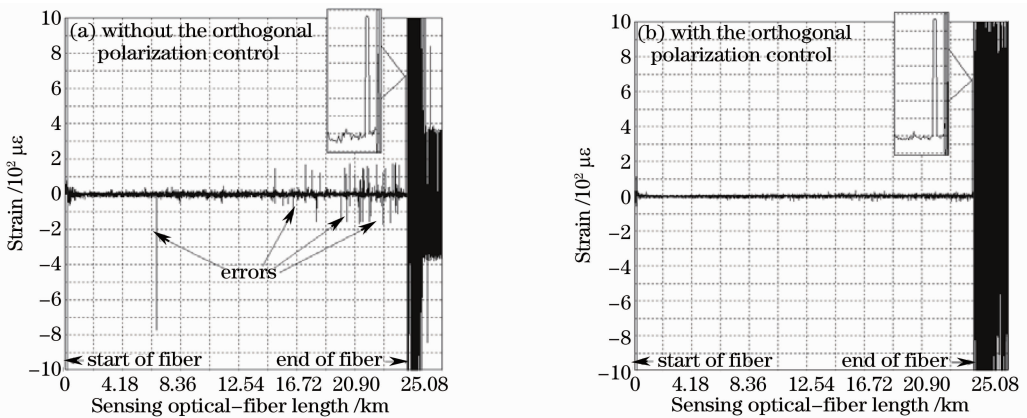 (a) without the orthogonal
polarization control
10
8
6
4
2
0
−2
−4
−6
−8
−10
Strain /10² με
errors
start of fiber
end of fiber
0 4.18 8.36 12.54 16.72 20.90 25.08
Sensing optical−fiber length /km
(b) with the orthogonal
polarization control
10
8
6
4
2
0
−2
−4
−6
−8
−10
Strain /10² με
start of fiber
end of fiber
0 4.18 8.36 12.54 16.72 20.90 25.08
Sensing optical−fiber length /km